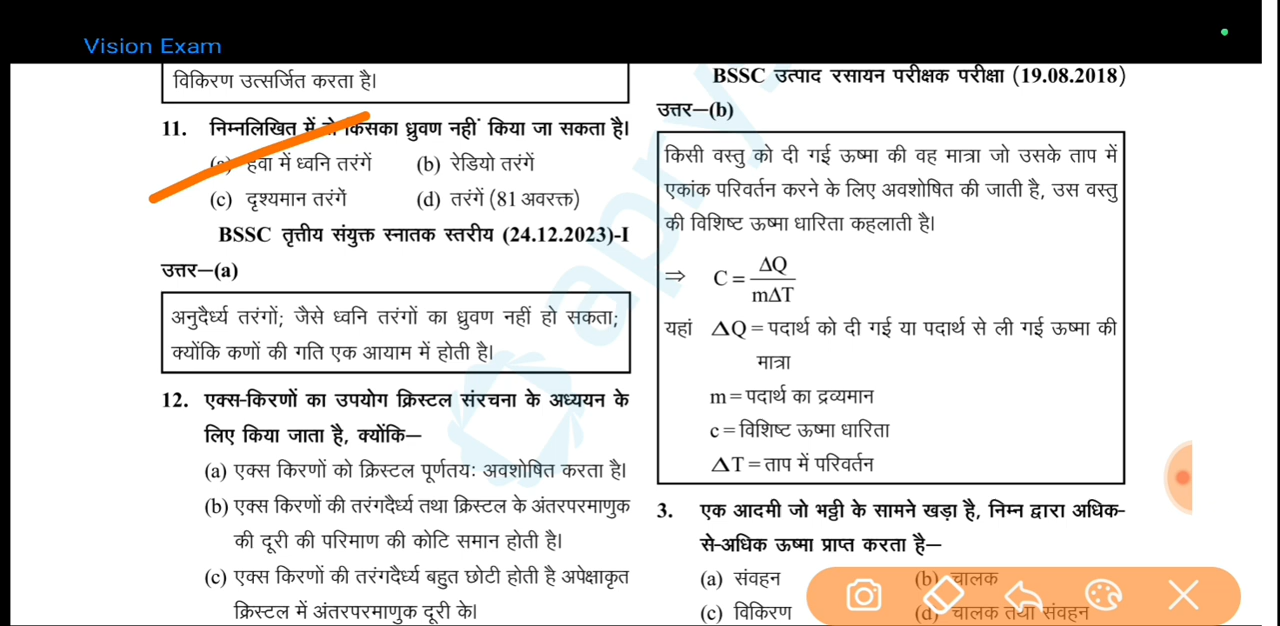 Vision Exam
विकिरण उत्सर्जित करता है।
11. निम्नलिखित में से किसका ध्रुवण नहीं किया जा सकता है।
(a) हवा में ध्वनि तरंगें (b) रेडियो तरंगें
(c) दृश्यमान तरंगें (d) तरंगें (81 अवरक्त)
BSSC तृतीय संयुक्त स्नातक स्तरीय (24.12.2023)-I
उत्तर—(a)
अनुदैर्ध्य तरंगों; जैसे ध्वनि तरंगों का ध्रुवण नहीं हो सकता;
क्योंकि कणों की गति एक आयाम में होती है।
12. एक्स-किरणों का उपयोग क्रिस्टल संरचना के अध्ययन के
लिए किया जाता है, क्योंकि—
(a) एक्स किरणों को क्रिस्टल पूर्णतयः अवशोषित करता है।
(b) एक्स किरणों की तरंगदैर्ध्य तथा क्रिस्टल के अंतरपरमाणुक
की दूरी की परिमाण की कोटि समान होती है।
(c) एक्स किरणों की तरंगदैर्ध्य बहुत छोटी होती है अपेक्षाकृत
क्रिस्टल में अंतरपरमाणुक दूरी के।
BSSC उत्पाद रसायन परीक्षक परीक्षा (19.08.2018)
उत्तर—(b)
किसी वस्तु को दी गई ऊष्मा की वह मात्रा जो उसके ताप में
एकांक परिवर्तन करने के लिए अवशोषित की जाती है, उस वस्तु
की विशिष्ट ऊष्मा धारिता कहलाती है।
⇒ C = ΔQ / mΔT
यहां ΔQ = पदार्थ को दी गई या पदार्थ से ली गई ऊष्मा की
मात्रा
m = पदार्थ का द्रव्यमान
c = विशिष्ट ऊष्मा धारिता
ΔT = ताप में परिवर्तन
3. एक आदमी जो भट्ठी के सामने खड़ा है, निम्न द्वारा अधिक-
से-अधिक ऊष्मा प्राप्त करता है—
(a) संवहन (b) चालक
(c) विकिरण (d) चालक तथा संवहन